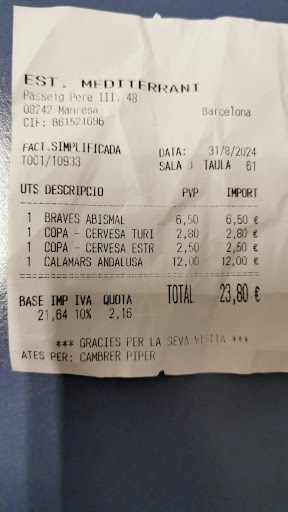 EST. MEDITERRANI
Passeig Pere III, 48
08242 Manresa Barcelona
CIF: B61521696
FACT.SIMPLIFICADA DATA: 31/8/2024
T001/10933 SALA 3 TAULA 61
UTS DESCRIPCIO PVP IMPORT
1 BRAVES ABISMAL 6,50 6,50 €
1 COPA - CERVESA TURI 2,80 2,80 €
1 COPA - CERVESA ESTR 2,50 2,50 €
1 CALAMARS ANDALUSA 12,00 12,00 €
BASE IMP IVA QUOTA TOTAL 23,80 €
21,64 10% 2,16
*** GRACIES PER LA SEVA VISITA ***
ATES PER: CAMBRER PIPER